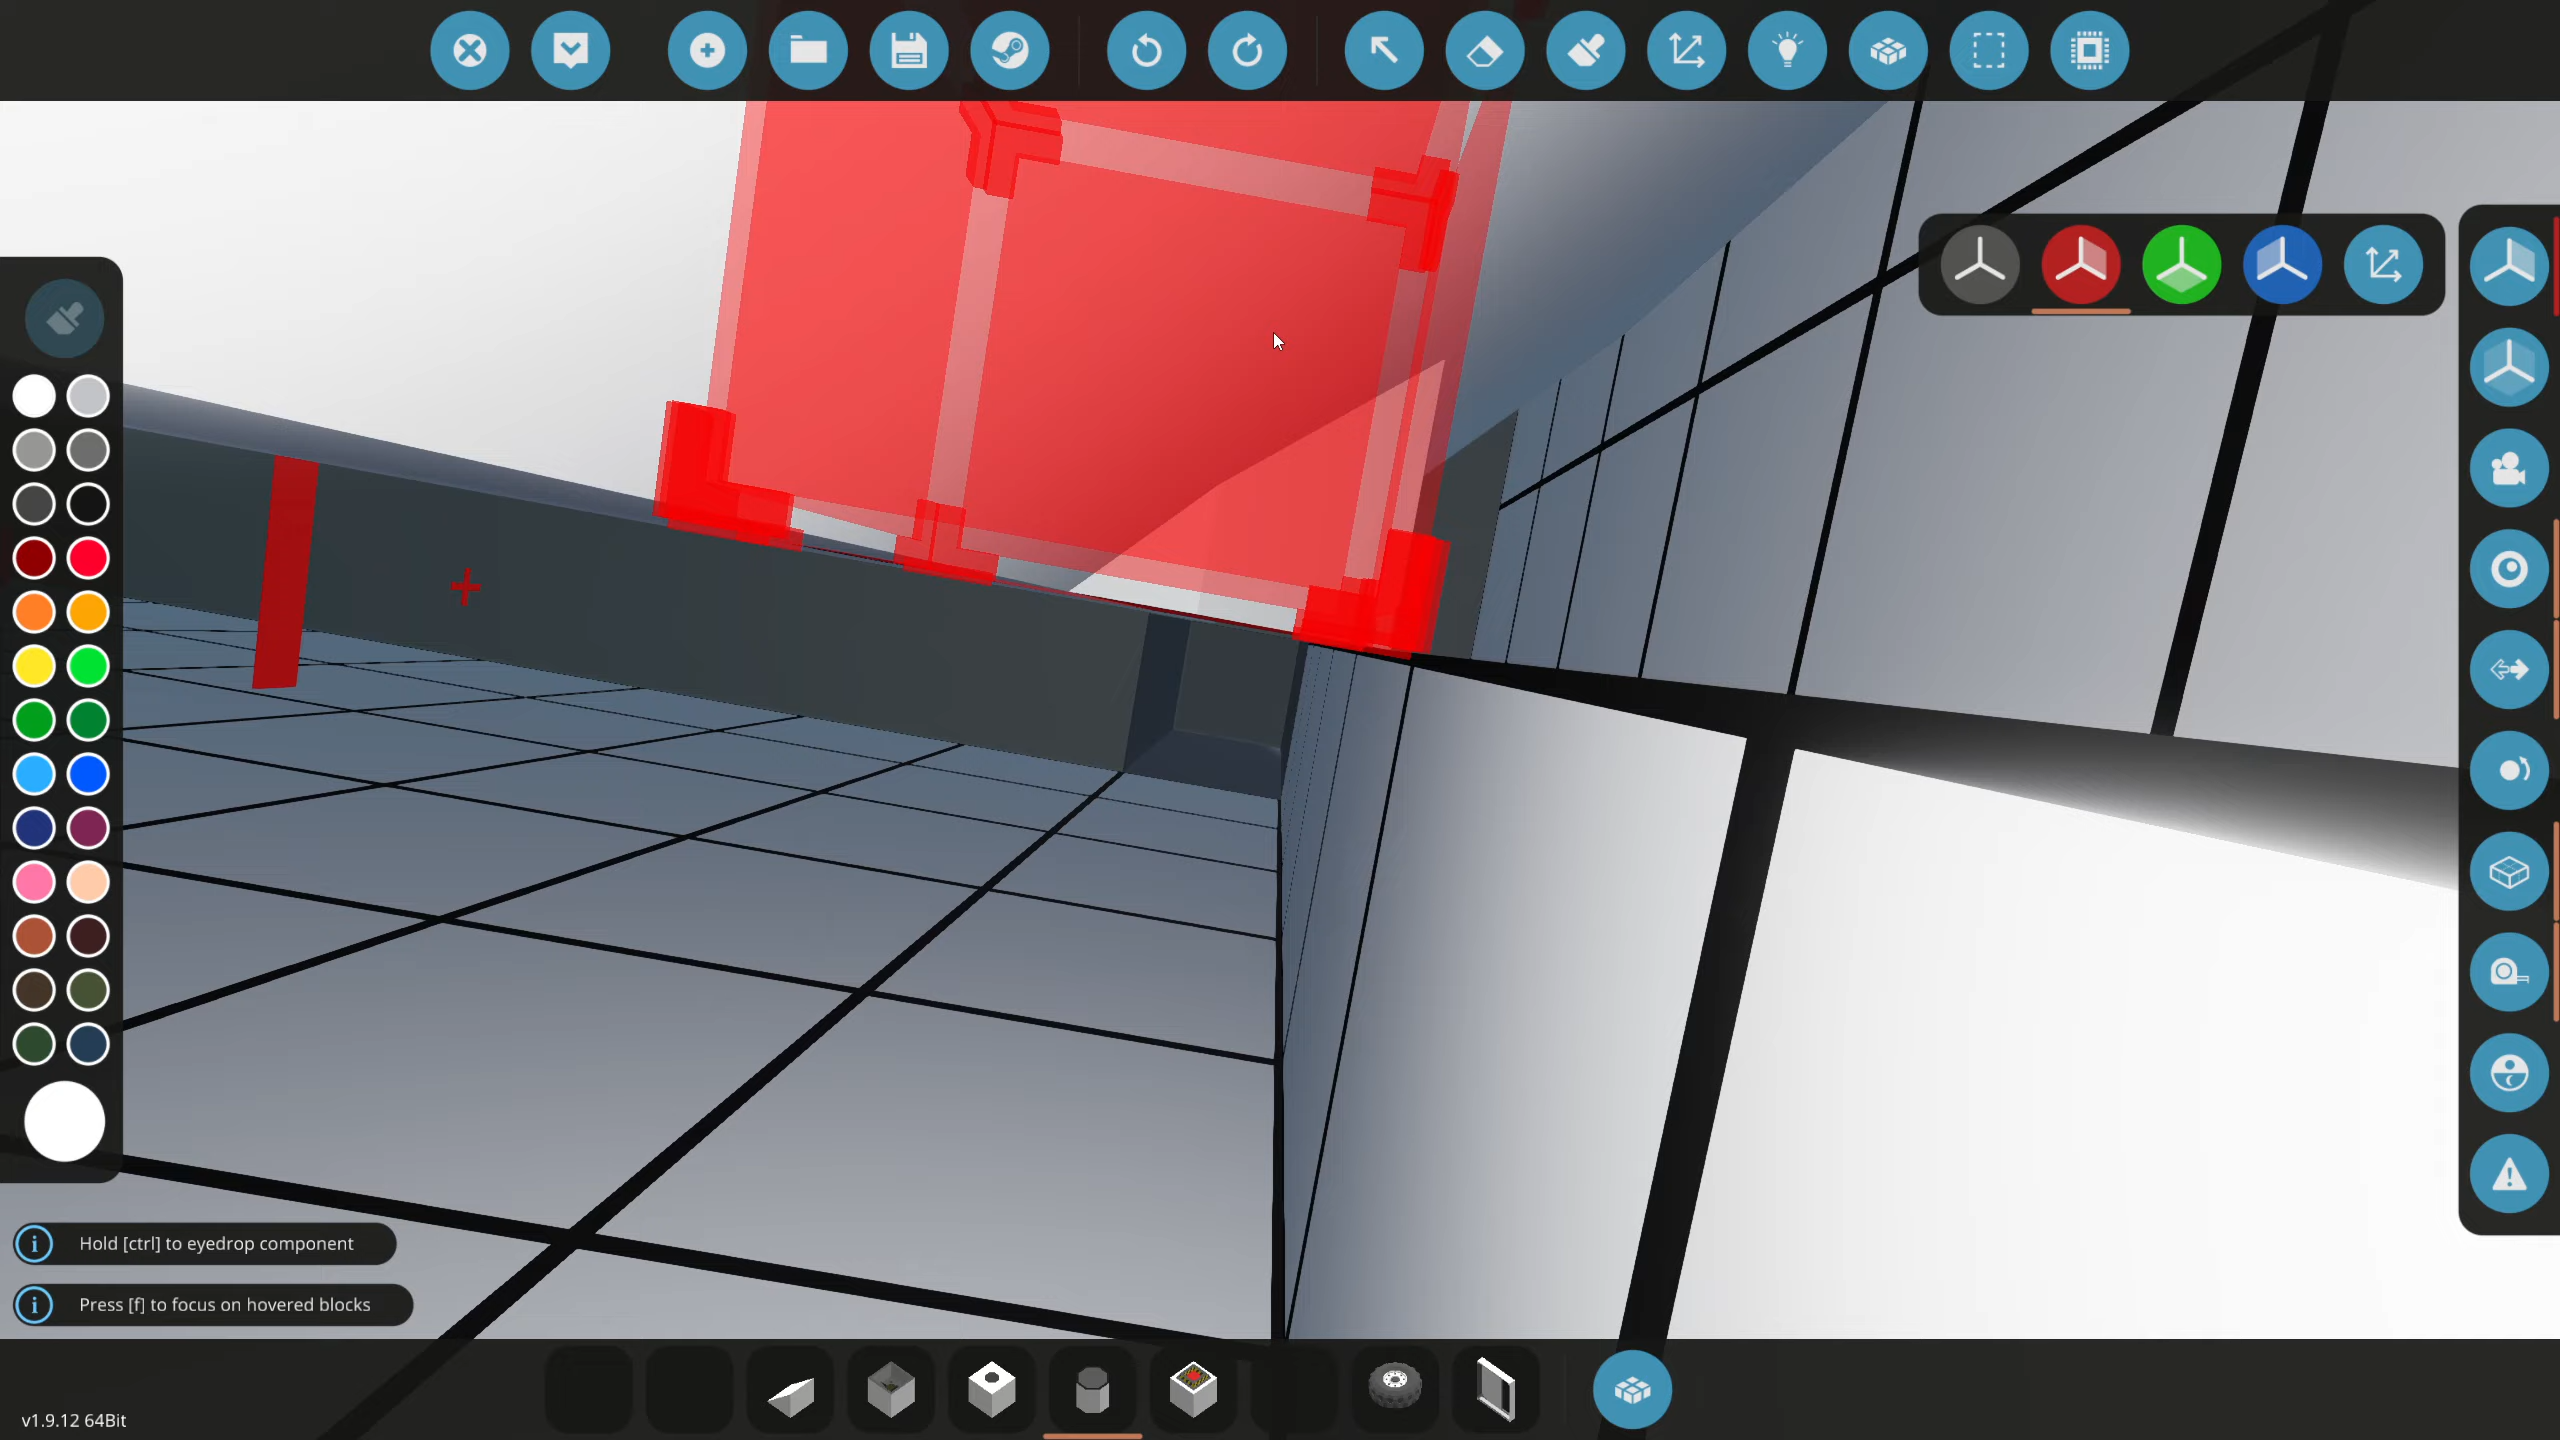 Hold [ctrl] to eyedrop component
Press [f] to focus on hovered blocks
v1.9.12 64Bit